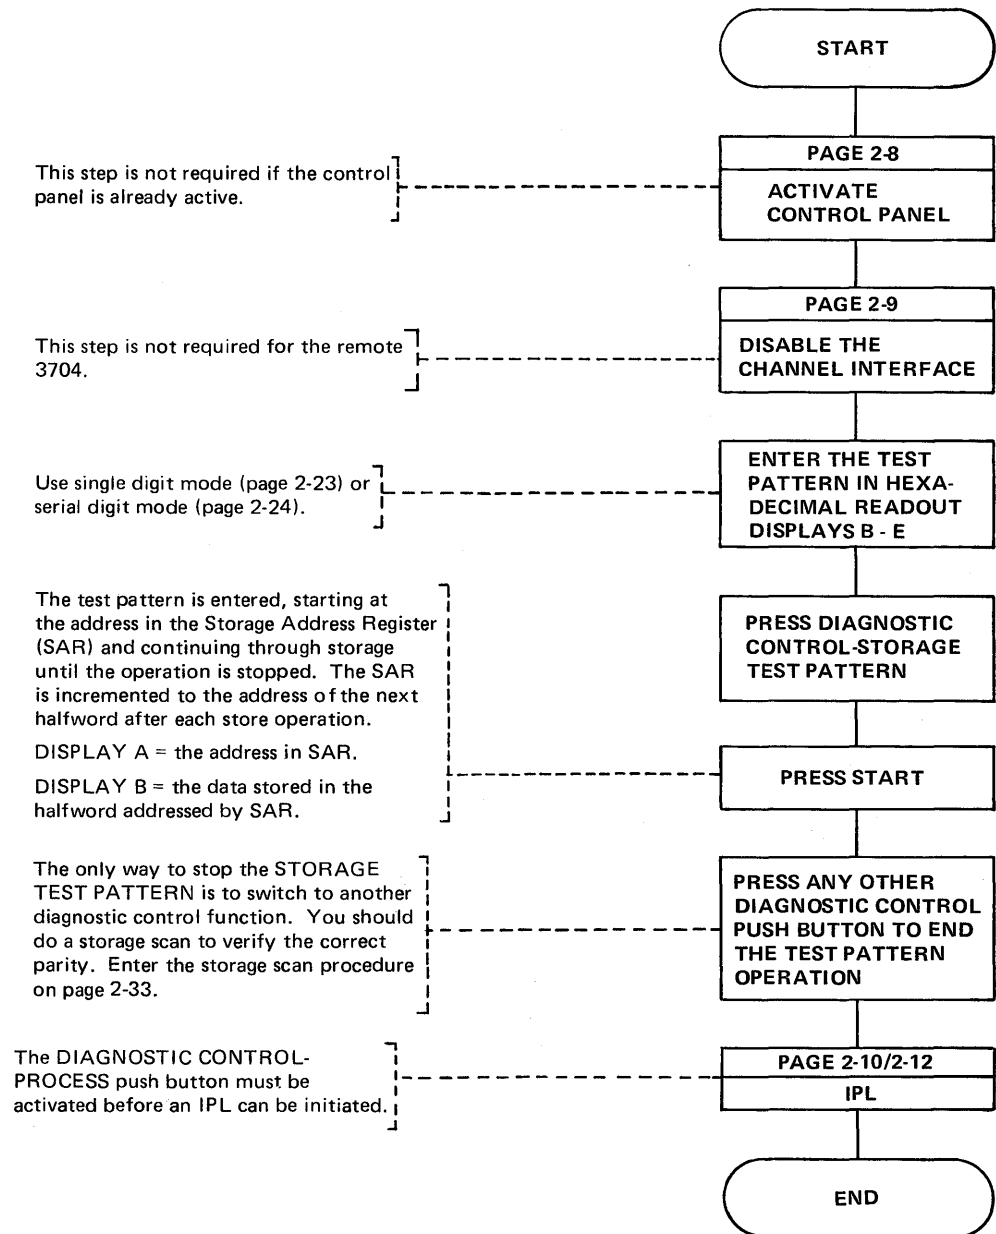 START
This step is not required if the control
panel is already active.
PAGE 2-8
ACTIVATE
CONTROL PANEL
This step is not required for the remote
3704.
PAGE 2-9
DISABLE THE
CHANNEL INTERFACE
Use single digit mode (page 2-23) or
serial digit mode (page 2-24).
ENTER THE TEST
PATTERN IN HEXA-
DECIMAL READOUT
DISPLAYS B - E
PRESS DIAGNOSTIC
CONTROL-STORAGE
TEST PATTERN
The test pattern is entered, starting at
the address in the Storage Address Register
(SAR) and continuing through storage
until the operation is stopped. The SAR
is incremented to the address of the next
halfword after each store operation.
DISPLAY A = the address in SAR.
DISPLAY B = the data stored in the
halfword addressed by SAR.
PRESS START
The only way to stop the STORAGE
TEST PATTERN is to switch to another
diagnostic control function. You should
do a storage scan to verify the correct
parity. Enter the storage scan procedure
on page 2-33.
PRESS ANY OTHER
DIAGNOSTIC CONTROL
PUSH BUTTON TO END
THE TEST PATTERN
OPERATION
The DIAGNOSTIC CONTROL-
PROCESS push button must be
activated before an IPL can be initiated.
PAGE 2-10/2-12
IPL
END